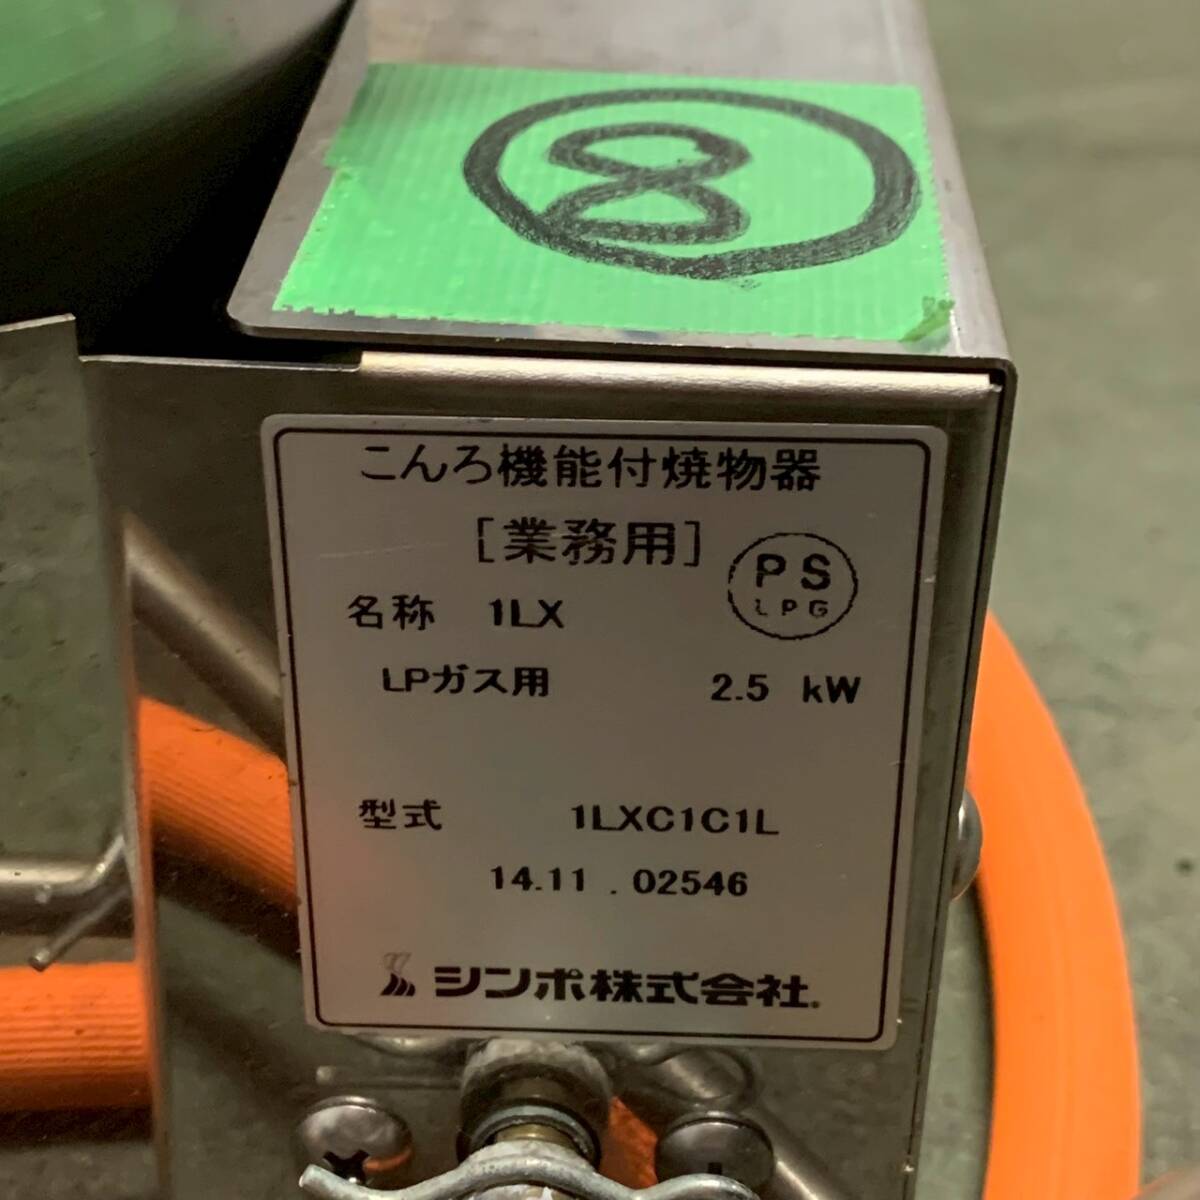 8
こんろ機能付焼物器
[業務用]
PS
LPG
名称 1LX
LPガス用 2.5 kW
型式 1LXC1C1L
14.11 . 02546
シンポ株式会社.